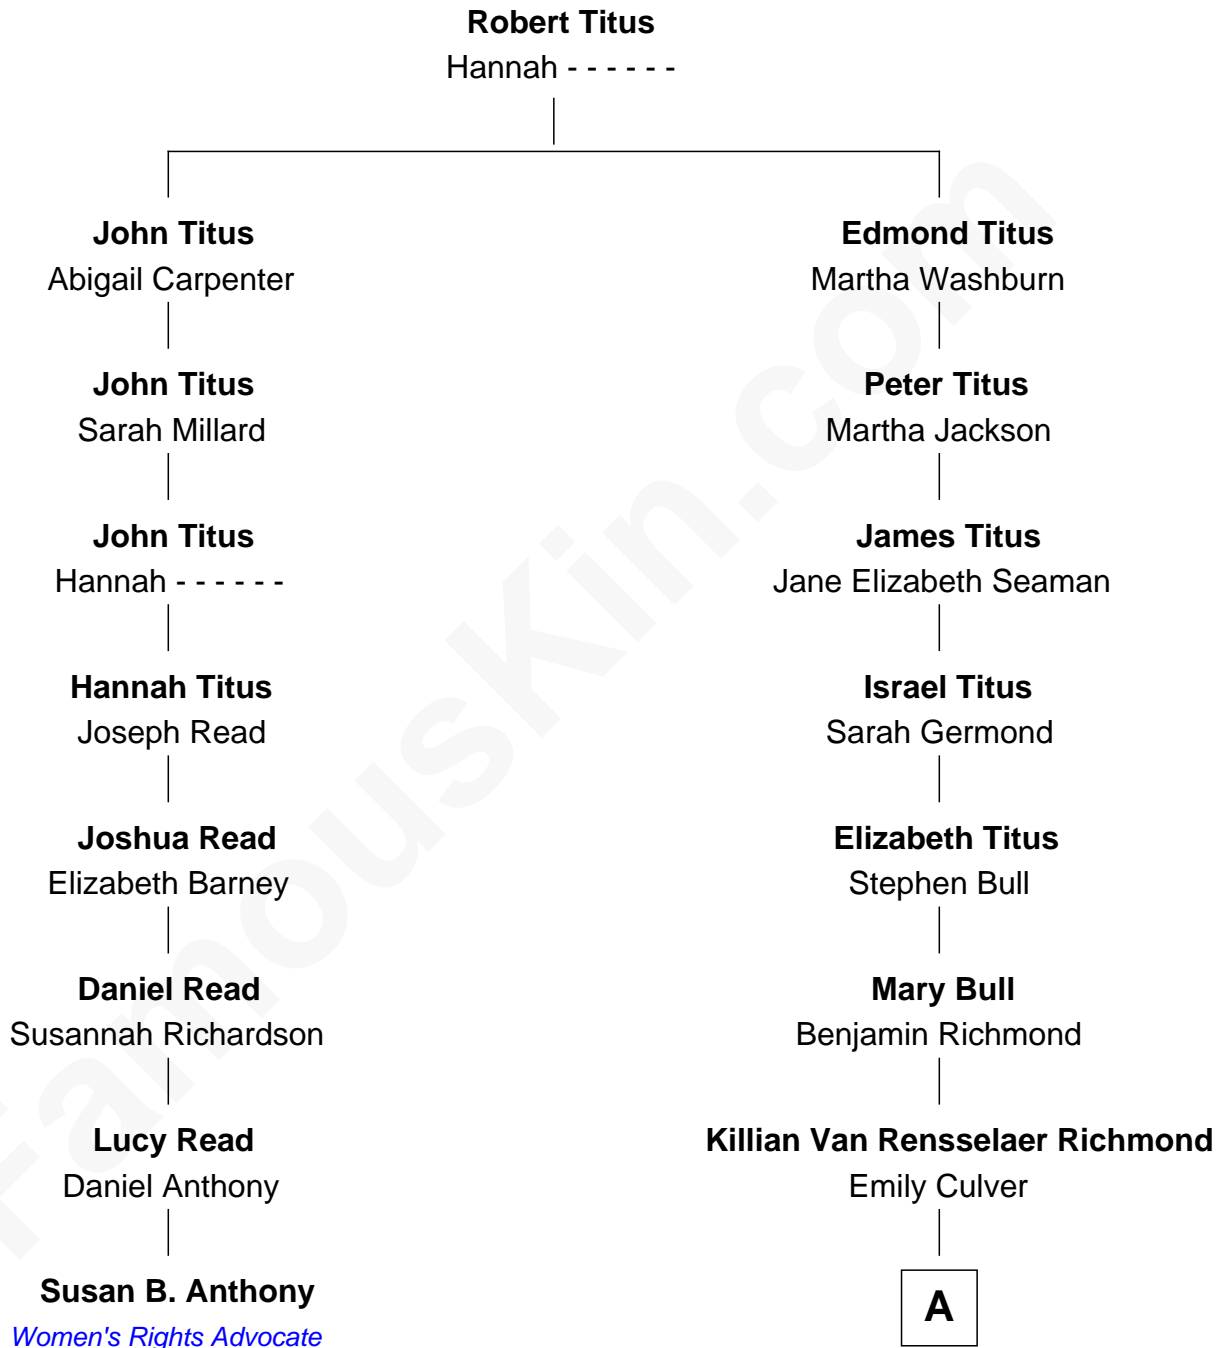 Robert Titus
Hannah - - - - - -
John Titus
Abigail Carpenter
Edmond Titus
Martha Washburn
John Titus
Sarah Millard
Peter Titus
Martha Jackson
John Titus
Hannah - - - - - -
James Titus
Jane Elizabeth Seaman
Hannah Titus
Joseph Read
Israel Titus
Sarah Germond
Joshua Read
Elizabeth Barney
Elizabeth Titus
Stephen Bull
Daniel Read
Susannah Richardson
Mary Bull
Benjamin Richmond
Lucy Read
Daniel Anthony
Killian Van Rensselaer Richmond
Emily Culver
Susan B. Anthony
Women's Rights Advocate
A
FamousKin.com